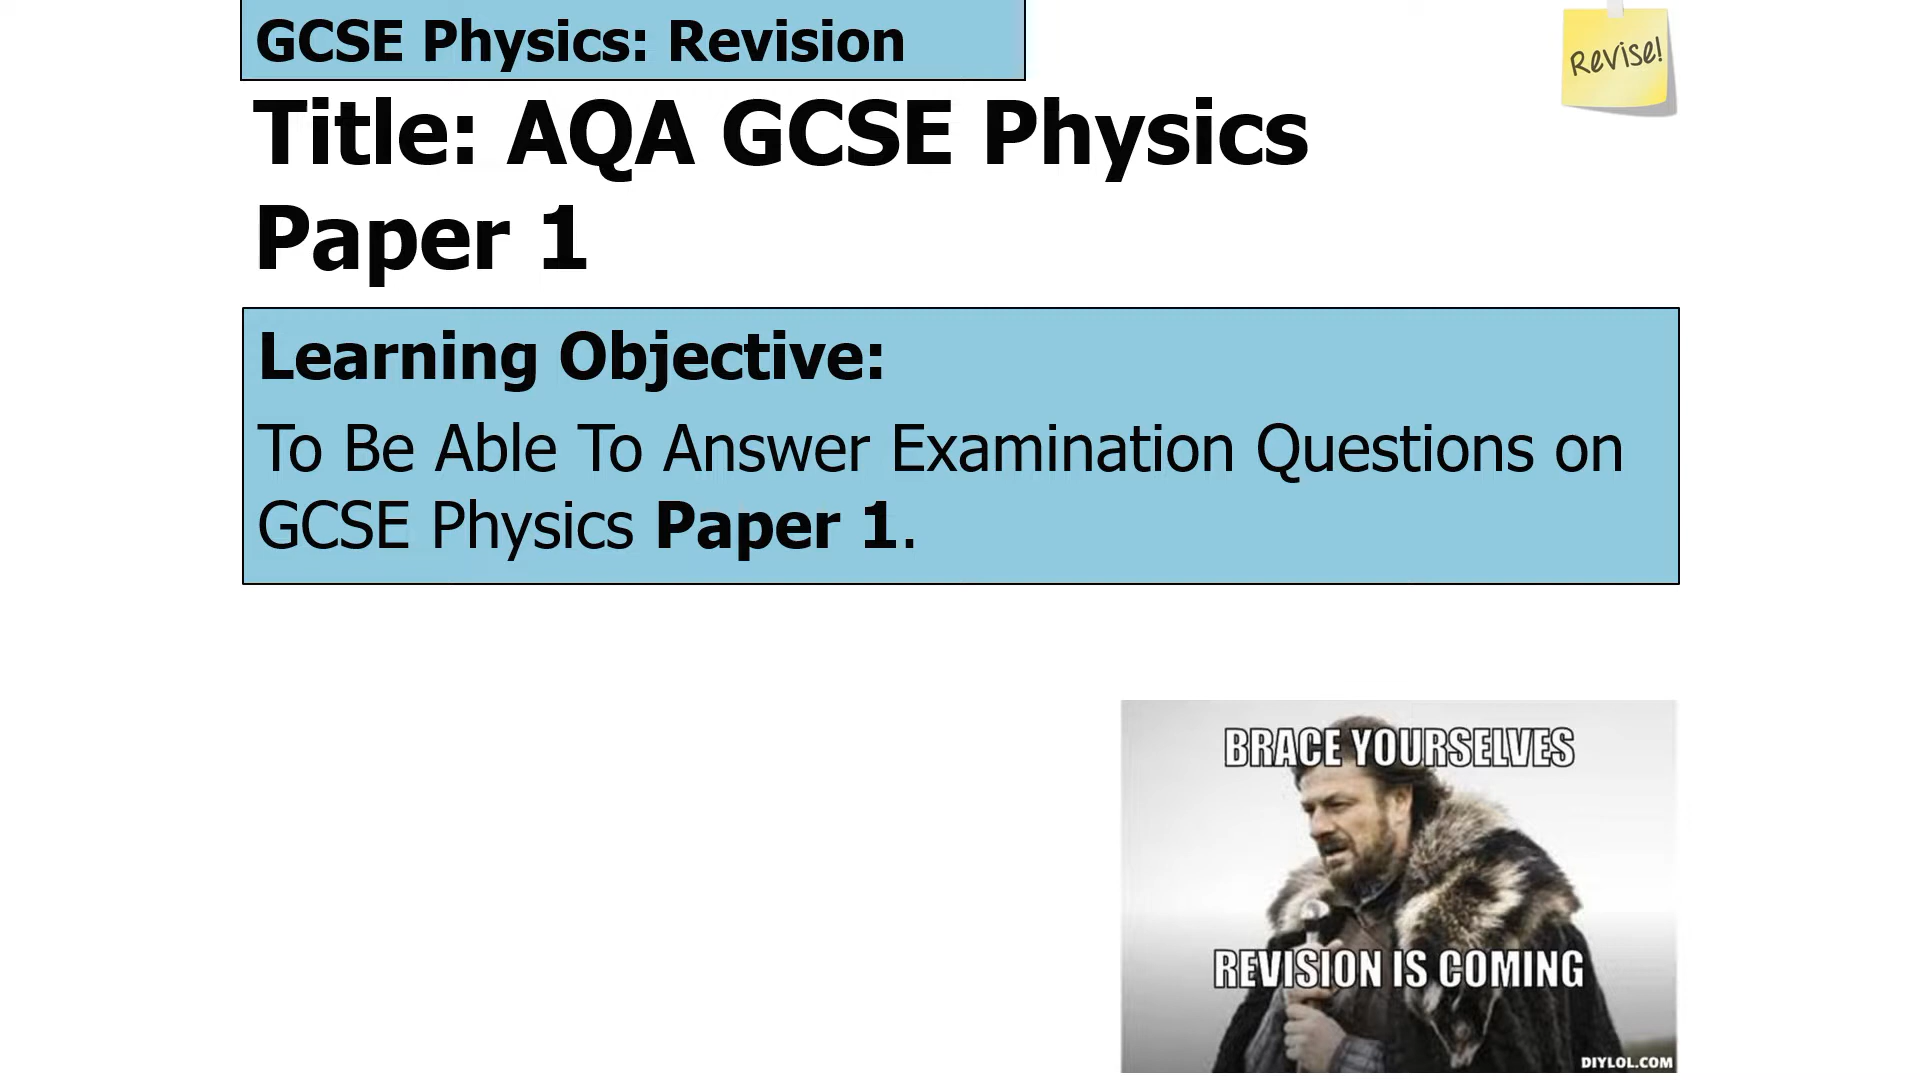 GCSE Physics: Revision
Revise!
Title: AQA GCSE Physics
Paper 1
Learning Objective:
To Be Able To Answer Examination Questions on
GCSE Physics Paper 1.
BRACE YOURSELVES
REVISION IS COMING
DIYLOL.COM